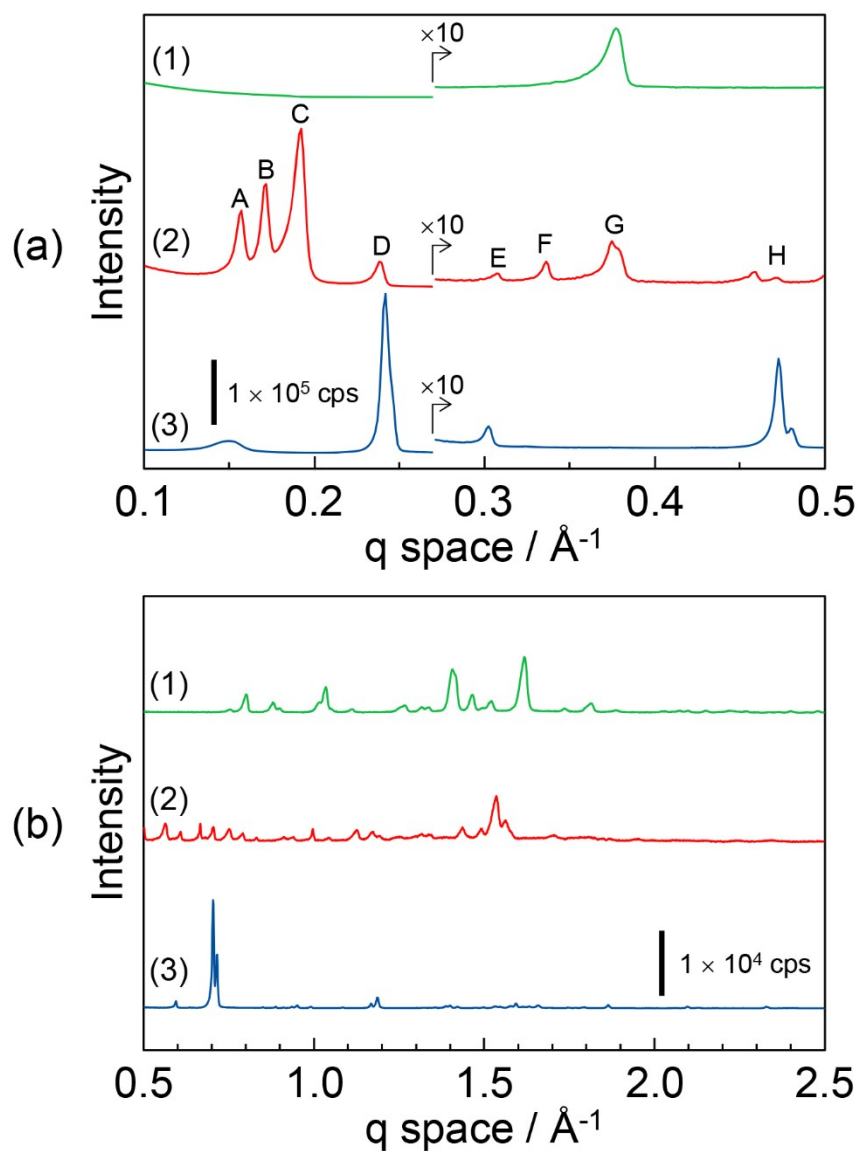 (a)
Intensity
(1)
×10
(2)
A
B
C
D
×10
E
F
G
H
(3)
1 × 10⁵ cps
×10
0.1
0.2
0.3
0.4
0.5
q space / Å⁻¹
(b)
Intensity
(1)
(2)
(3)
1 × 10⁴ cps
0.5
1.0
1.5
2.0
2.5
q space / Å⁻¹